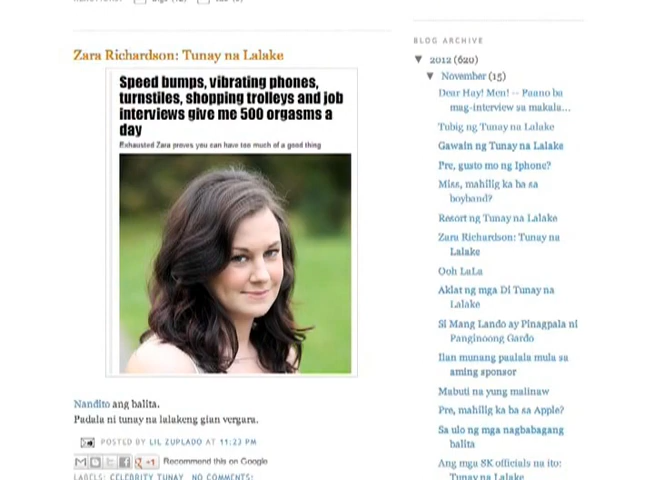 Zara Richardson: Tunay na Lalake
Speed bumps, vibrating phones,
turnstiles, shopping trolleys and job
interviews give me 500 orgasms a
day
Exhausted Zara proves you can have too much of a good thing
Nandito ang balita.
Padala ni tunay na lalakeng gian vergara.
POSTED BY LIL ZUPLADO AT 11:23 PM
+1 Recommend this on Google
LABELS: CELEBRITY TUNAY NO COMMENTS:
BLOG ARCHIVE
▼ 2012 (620)
▼ November (15)
Dear Hay! Men! -- Paano ba
mag-interview sa makala...
Tubig ng Tunay na Lalake
Gawain ng Tunay na Lalake
Pre, gusto mo ng Iphone?
Miss, mahilig ka ba sa
boyband?
Resort ng Tunay na Lalake
Zara Richardson: Tunay na
Lalake
Ooh LaLa
Aklat ng mga Di Tunay na
Lalake
Si Mang Lando ay Pinagpala ni
Panginoong Gardo
Ilan munang paalala mula sa
aming sponsor
Mabuti na yung malinaw
Pre, mahilig ka ba sa Apple?
Sa ulo ng mga nagbabagang
balita
Ang mga SK officials na ito:
Tunay na Lalake